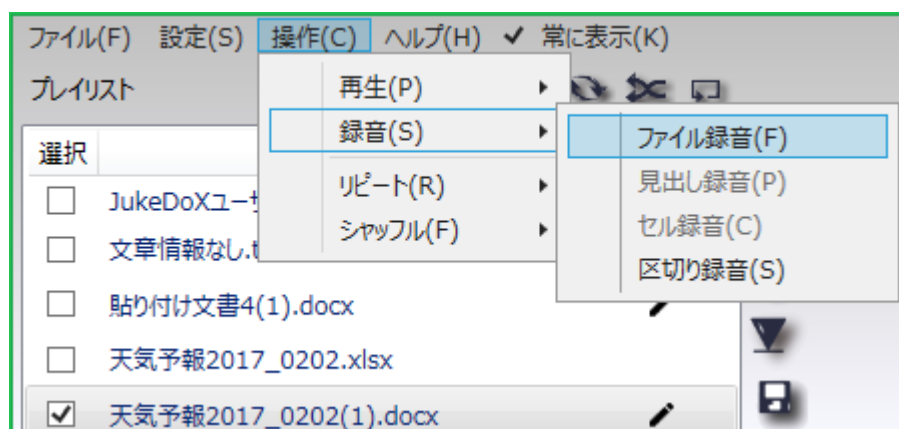 ファイル(F) 設定(S) 操作(C) ヘルプ(H) ✔ 常に表示(K)
プレイリスト
再生(P)
録音(S)
リピート(R)
シャッフル(F)
ファイル録音(F)
見出し録音(P)
セル録音(C)
区切り録音(S)
選択
JukeDoXユーザ
文章情報なし.t
貼り付け文書4(1).docx
天気予報2017_0202.xlsx
天気予報2017_0202(1).docx